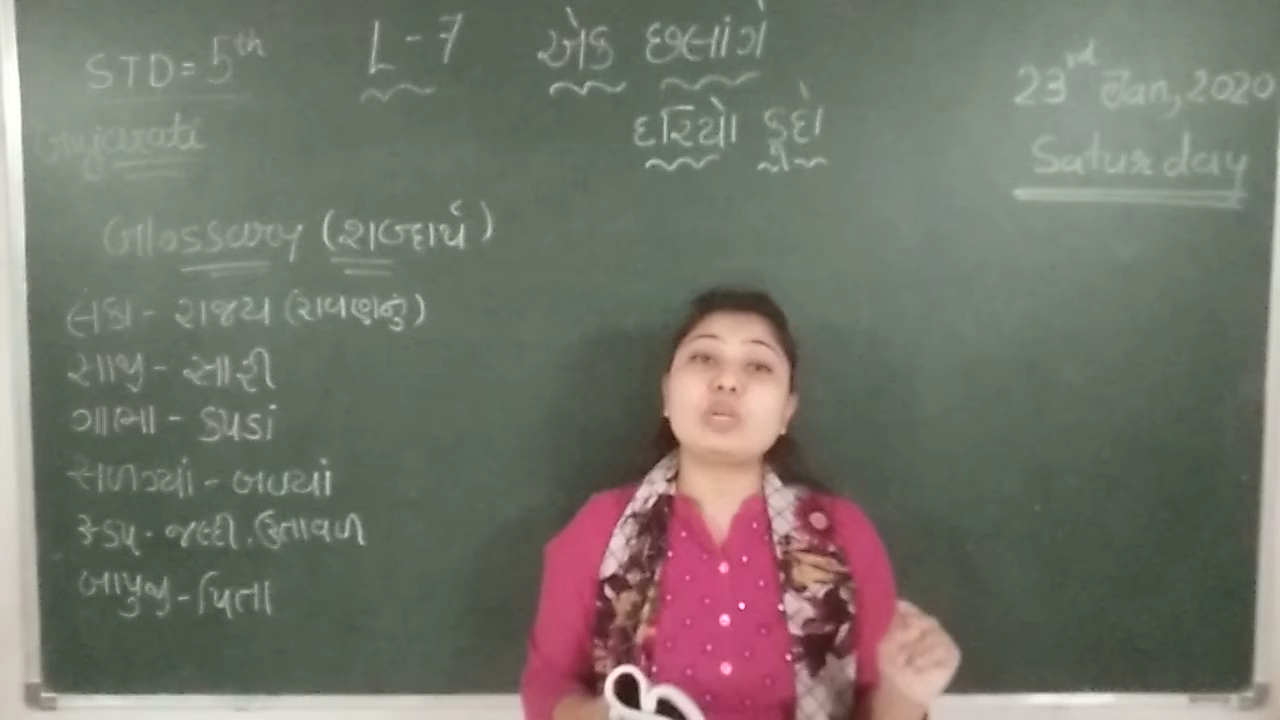 STD=5th L-7 એક છલાંગે 23rd Jan, 2020
Gujarati દરિયો કૂદો Saturday
Glossary (શબ્દાર્થ)
લંકા - રાજ્ય (રાવણનું)
સાજુ - સારી
ગાભા - કપડાં
સળગ્યાં - બળ્યાં
ઝડપ - જલ્દી. ઉતાવળ
બાપુજી - પિતા